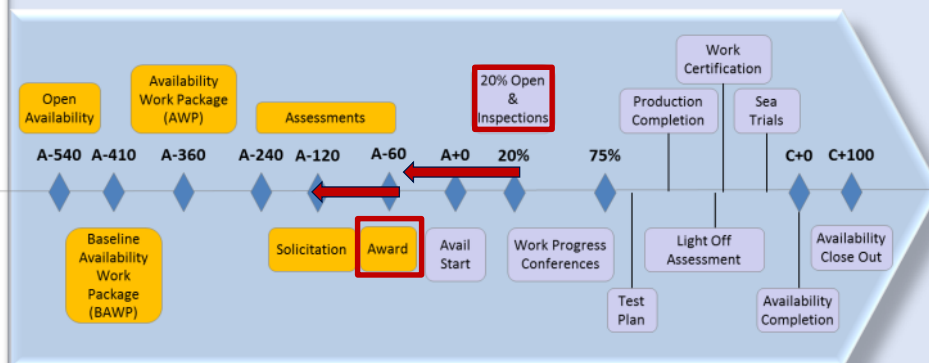 Open
Availability
Availability
Work Package
(AWP)
Assessments
20% Open
&
Inspections
Production
Completion
Work
Certification
Sea
Trials
A-540 A-410 A-360 A-240 A-120 A-60 A+0 20% 75% C+0 C+100
Baseline
Availability
Work
Package
(BAWP)
Solicitation
Award
Avail
Start
Work Progress
Conferences
Test
Plan
Light Off
Assessment
Availability
Completion
Availability
Close Out